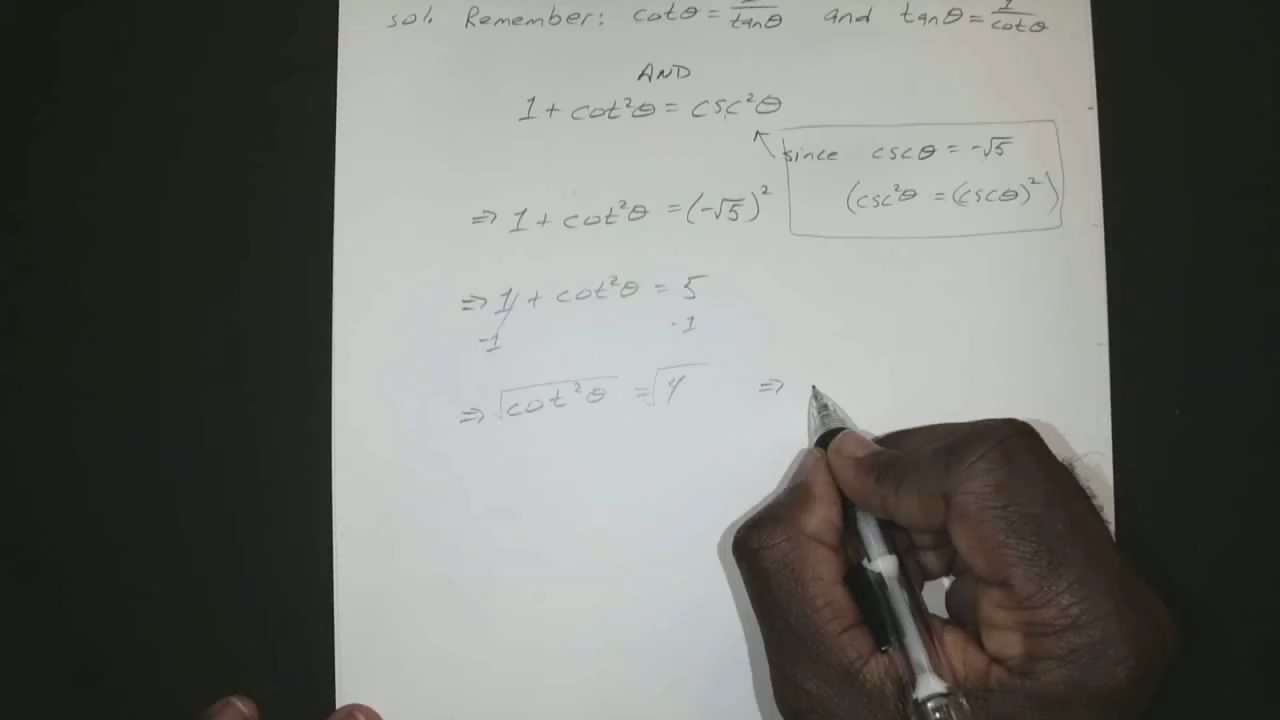 sol: Remember: cotθ = 1/tanθ and tanθ = 1/cotθ
AND
1 + cot²θ = csc²θ
since cscθ = -√5
(csc²θ = (cscθ)²)
⇒ 1 + cot²θ = (-√5)²
⇒ 1 + cot²θ = 5
-1 -1
⇒ √cot²θ = √4 ⇒